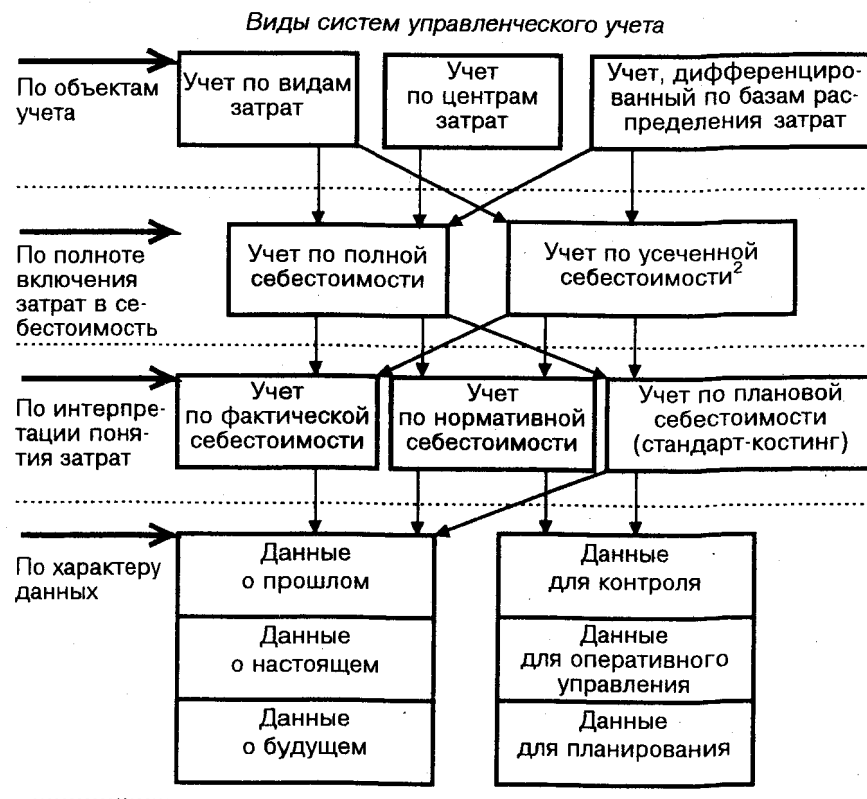 Виды систем управленческого учета
По объектам
учета
Учет по видам
затрат
Учет
по центрам
затрат
Учет, дифференциро-
ванный по базам рас-
пределения затрат
По полноте
включения
затрат в се-
бестоимость
Учет по полной
себестоимости
Учет по усеченной
себестоимости²
По интерпре-
тации поня-
тия затрат
Учет
по фактической
себестоимости
Учет
по нормативной
себестоимости
Учет по плановой
себестоимости
(стандарт-костинг)
По характеру
данных
Данные
о прошлом
Данные
о настоящем
Данные
о будущем
Данные
для контроля
Данные
для оперативного
управления
Данные
для планирования